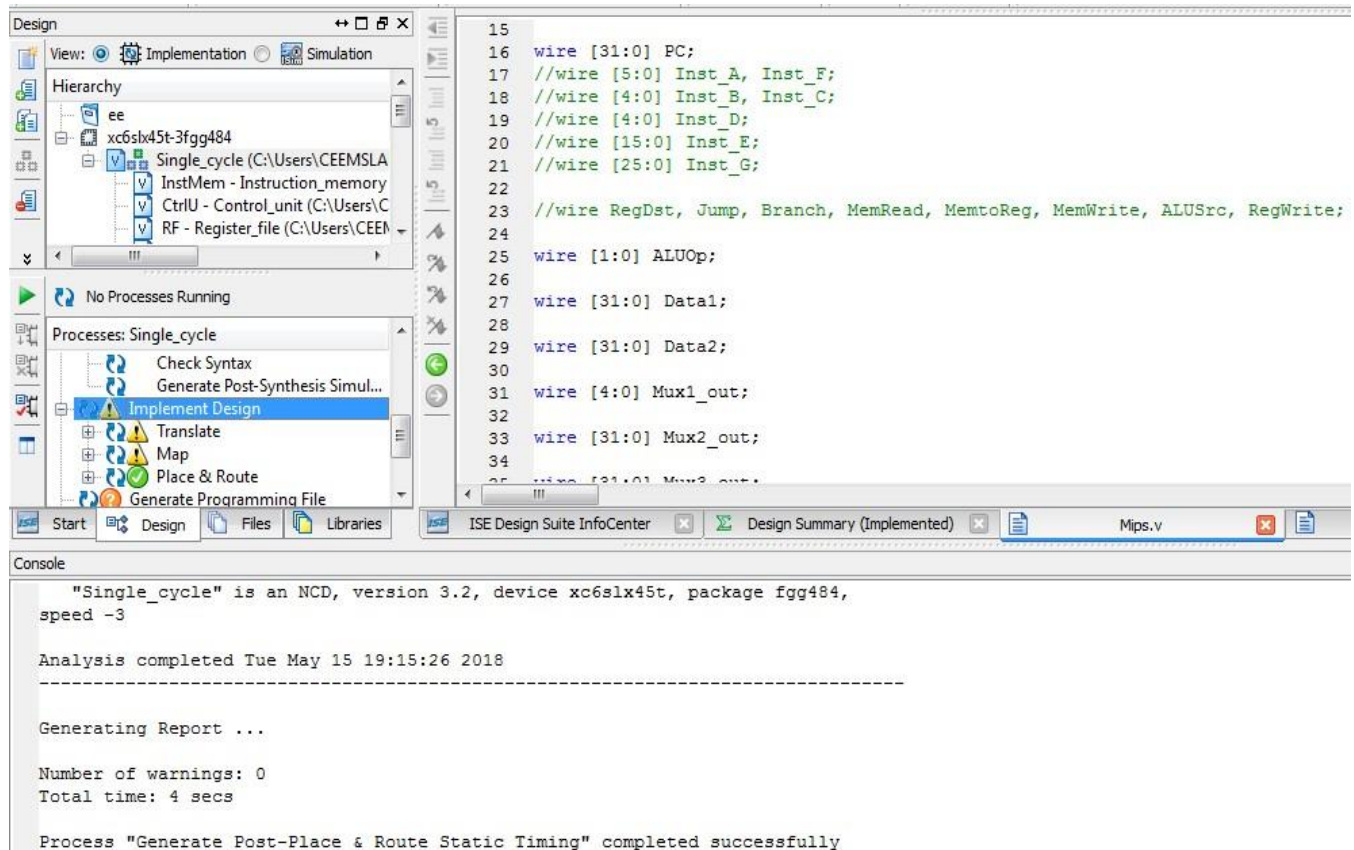 Design
View: Implementation Simulation
Hierarchy
ee
xc6slx45t-3fgg484
Single_cycle (C:\Users\CEEMSLA
InstMem - Instruction_memory
CtrlU - Control_unit (C:\Users\C
RF - Register_file (C:\Users\CEEM
No Processes Running
Processes: Single_cycle
Check Syntax
Generate Post-Synthesis Simul...
Implement Design
Translate
Map
Place & Route
Generate Programming File
Start Design Files Libraries
15
16 wire [31:0] PC;
17 //wire [5:0] Inst_A, Inst_F;
18 //wire [4:0] Inst_B, Inst_C;
19 //wire [4:0] Inst_D;
20 //wire [15:0] Inst_E;
21 //wire [25:0] Inst_G;
22
23 //wire RegDst, Jump, Branch, MemRead, MemtoReg, MemWrite, ALUSrc, RegWrite;
24
25 wire [1:0] ALUOp;
26
27 wire [31:0] Data1;
28
29 wire [31:0] Data2;
30
31 wire [4:0] Mux1_out;
32
33 wire [31:0] Mux2_out;
34
35 wire [31:0] Mux3_out;
ISE Design Suite InfoCenter Design Summary (Implemented) Mips.v
Console
"Single_cycle" is an NCD, version 3.2, device xc6slx45t, package fgg484,
speed -3
Analysis completed Tue May 15 19:15:26 2018
--------------------------------------------------------------------------------
Generating Report ...
Number of warnings: 0
Total time: 4 secs
Process "Generate Post-Place & Route Static Timing" completed successfully